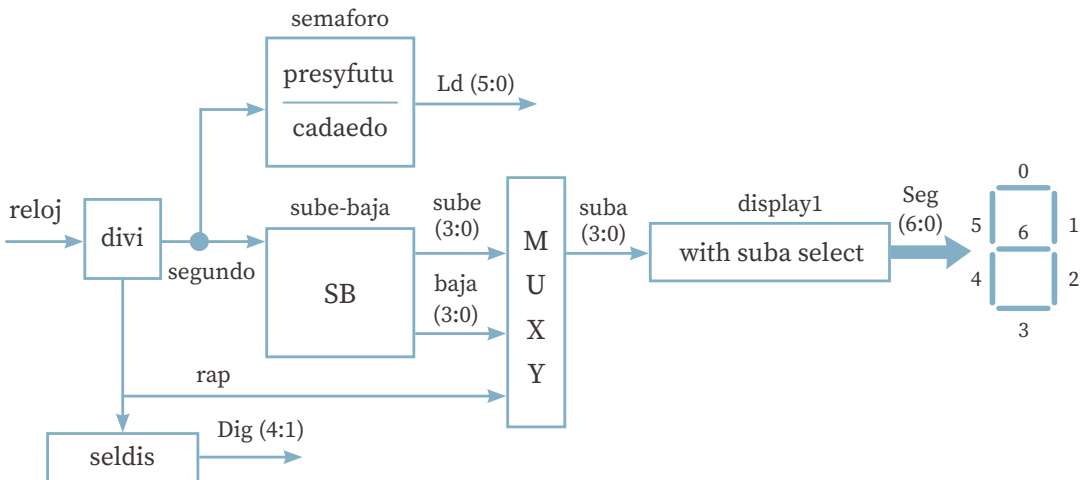 semaforo
presyfutu
cadaedo
Ld (5:0)
reloj
divi
segundo
sube-baja
SB
sube
(3:0)
baja
(3:0)
rap
M
U
X
Y
suba
(3:0)
display1
with suba select
Seg
(6:0)
0
5
6
1
4
2
3
Dig (4:1)
seldis